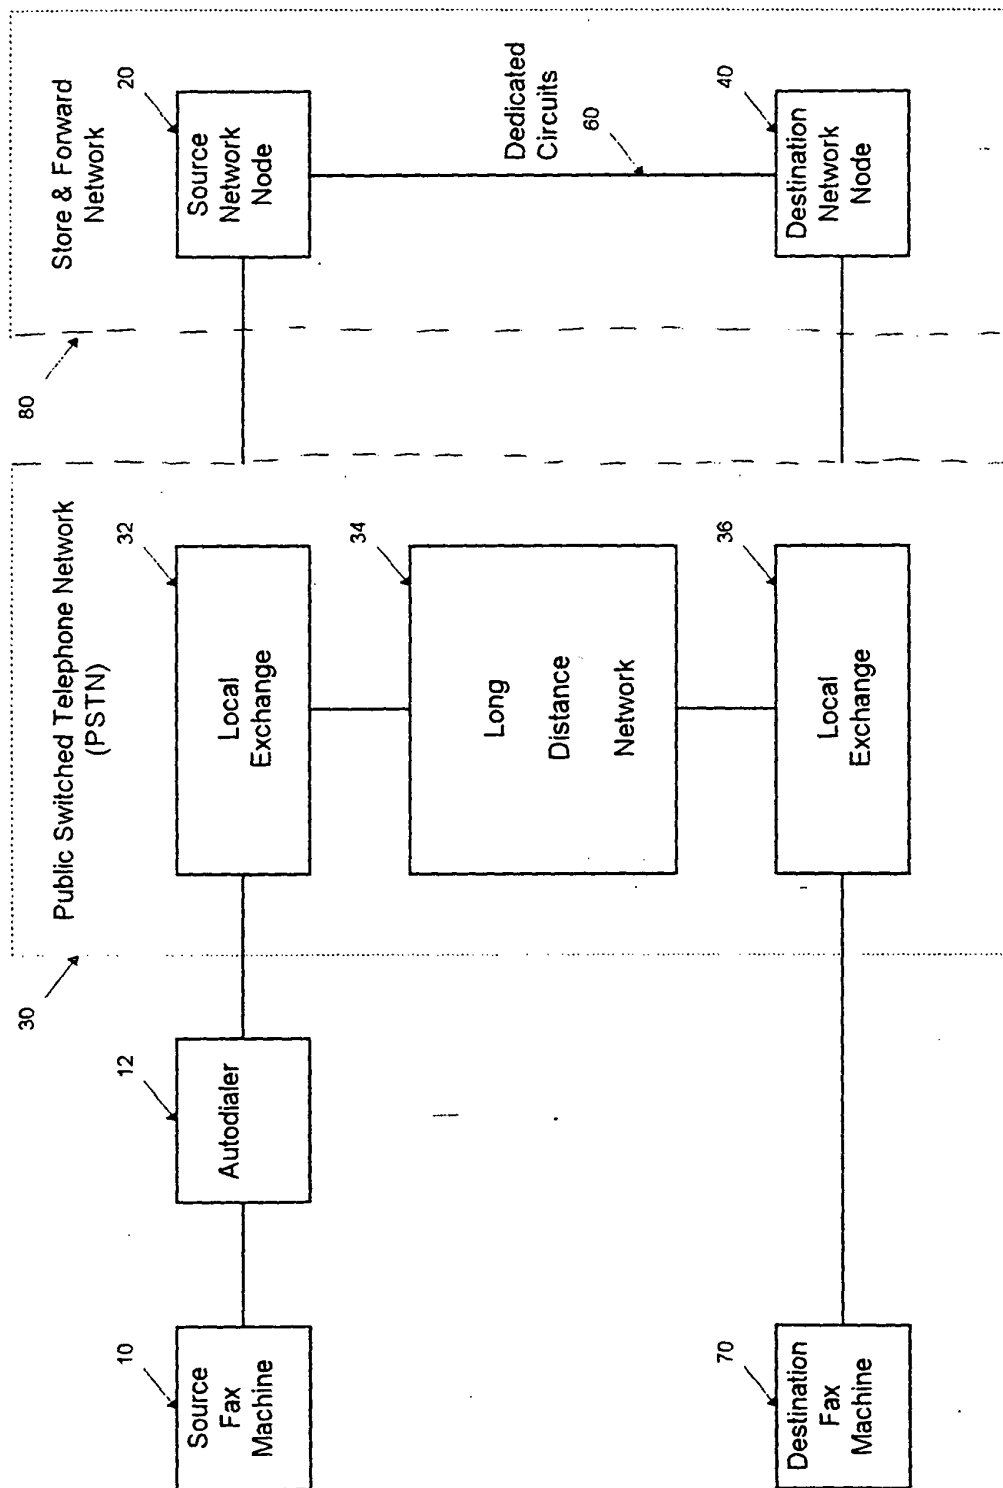 Source
Fax
Machine
10
Autodialer
12
30
Public Switched Telephone Network
(PSTN)
Local
Exchange
32
Long
Distance
Network
34
Local
Exchange
36
80
Store & Forward
Network
Source
Network
Node
20
Dedicated
Circuits
60
Destination
Network
Node
40
Destination
Fax
Machine
70